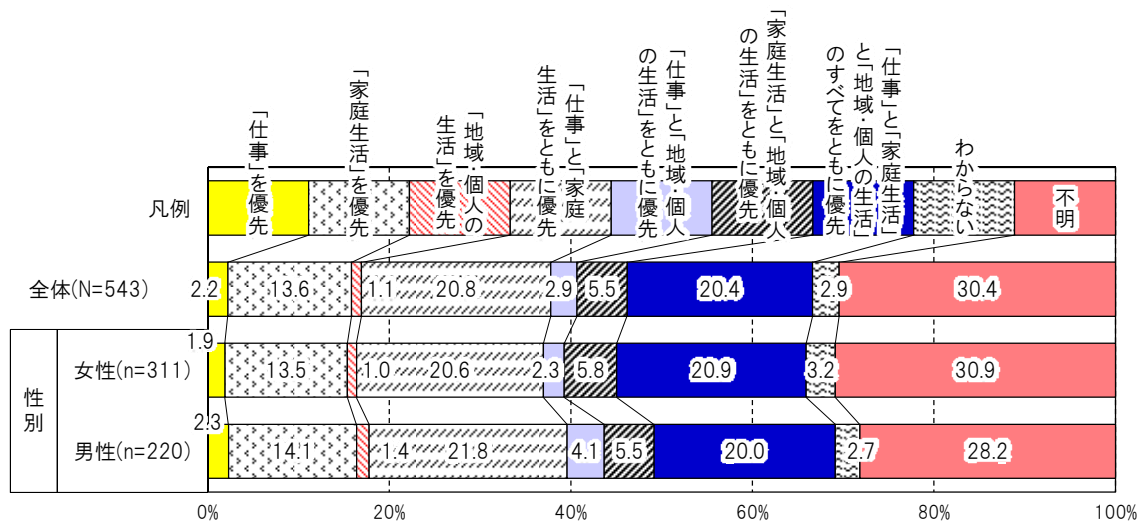 「仕事」を優先
「家庭生活」を優先
「地域・個人の
生活」を優先
「仕事」と「家庭
生活」をともに優先
「仕事」と「地域・個人
の生活」をともに優先
「家庭生活」と「地域・個人
の生活」をともに優先
「仕事」と「家庭生活」
と「地域・個人の生活」
のすべてをともに優先
わからない
不明
凡例
全体(N=543)
2.2 13.6 1.1 20.8 2.9 5.5 20.4 2.9 30.4
性別
女性(n=311)
1.9 13.5 1.0 20.6 2.3 5.8 20.9 3.2 30.9
男性(n=220)
2.3 14.1 1.4 21.8 4.1 5.5 20.0 2.7 28.2
0% 20% 40% 60% 80% 100%